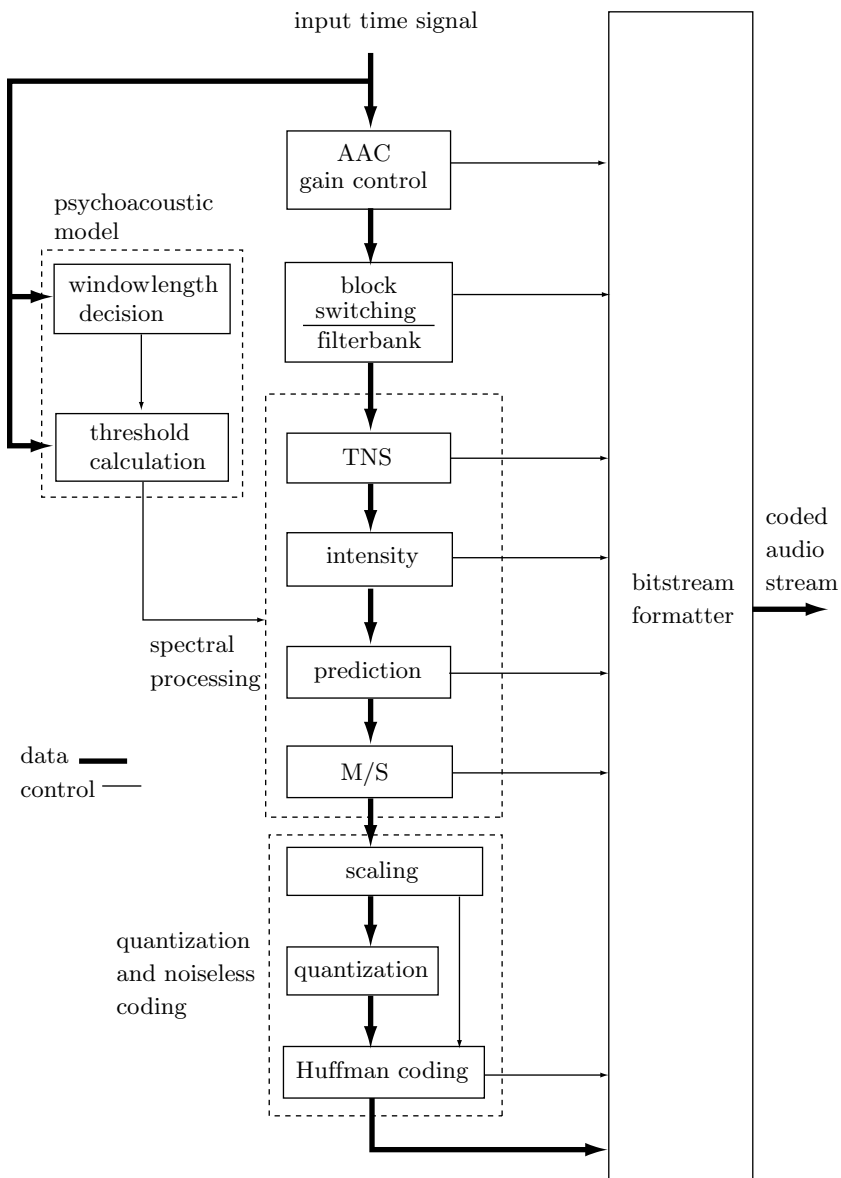 input time signal
AAC
gain control
psychoacoustic
model
windowlength
decision
block
switching
filterbank
threshold
calculation
TNS
intensity
prediction
M/S
spectral
processing
data
control
scaling
quantization
Huffman coding
quantization
and noiseless
coding
bitstream
formatter
coded
audio
stream